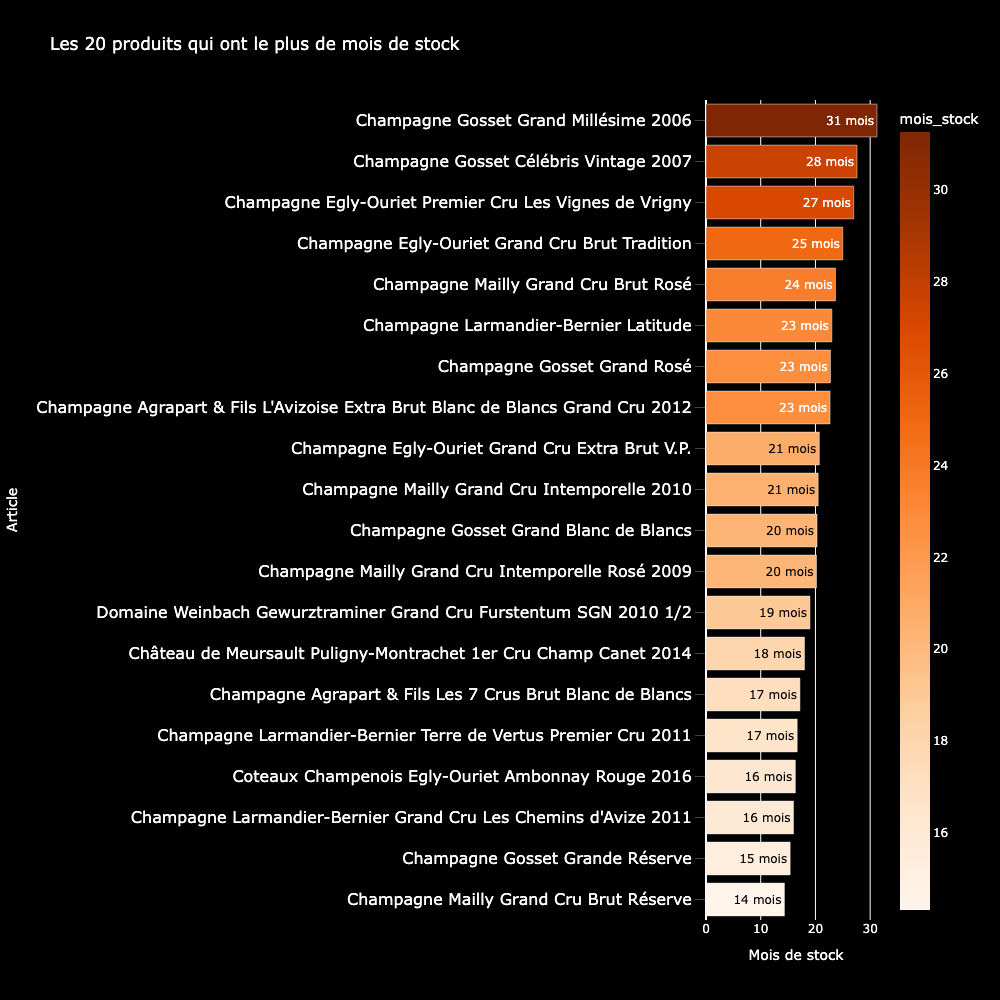 Les 20 produits qui ont le plus de mois de stock
Champagne Gosset Grand Millésime 2006 31 mois
Champagne Gosset Célébris Vintage 2007 28 mois
Champagne Egly-Ouriet Premier Cru Les Vignes de Vrigny 27 mois
Champagne Egly-Ouriet Grand Cru Brut Tradition 25 mois
Champagne Mailly Grand Cru Brut Rosé 24 mois
Champagne Larmandier-Bernier Latitude 23 mois
Champagne Gosset Grand Rosé 23 mois
Champagne Agrapart & Fils L'Avizoise Extra Brut Blanc de Blancs Grand Cru 2012 23 mois
Champagne Egly-Ouriet Grand Cru Extra Brut V.P. 21 mois
Champagne Mailly Grand Cru Intemporelle 2010 21 mois
Champagne Gosset Grand Blanc de Blancs 20 mois
Champagne Mailly Grand Cru Intemporelle Rosé 2009 20 mois
Domaine Weinbach Gewurztraminer Grand Cru Furstentum SGN 2010 1/2 19 mois
Château de Meursault Puligny-Montrachet 1er Cru Champ Canet 2014 18 mois
Champagne Agrapart & Fils Les 7 Crus Brut Blanc de Blancs 17 mois
Champagne Larmandier-Bernier Terre de Vertus Premier Cru 2011 17 mois
Coteaux Champenois Egly-Ouriet Ambonnay Rouge 2016 16 mois
Champagne Larmandier-Bernier Grand Cru Les Chemins d'Avize 2011 16 mois
Champagne Gosset Grande Réserve 15 mois
Champagne Mailly Grand Cru Brut Réserve 14 mois
0 10 20 30
Mois de stock
Article
mois_stock
30
28
26
24
22
20
18
16